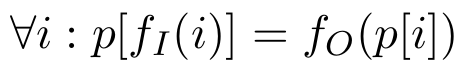 ∀i : p[f_I(i)] = f_O(p[i])